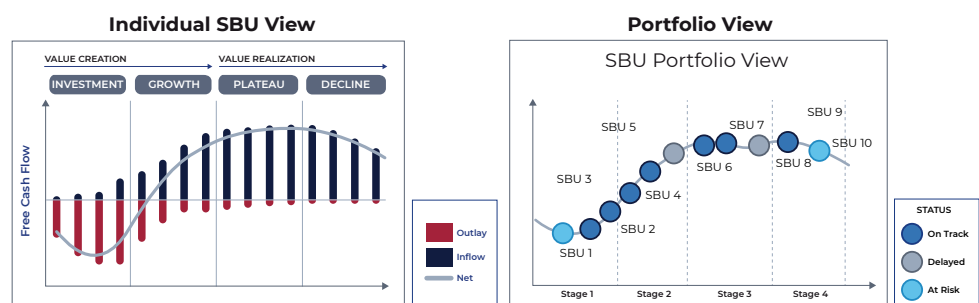 Individual SBU View
VALUE CREATION
VALUE REALIZATION
INVESTMENT
GROWTH
PLATEAU
DECLINE
Free Cash Flow
Outlay
Inflow
Net
Portfolio View
SBU Portfolio View
SBU 1
SBU 2
SBU 3
SBU 4
SBU 5
SBU 6
SBU 7
SBU 8
SBU 9
SBU 10
Stage 1
Stage 2
Stage 3
Stage 4
STATUS
On Track
Delayed
At Risk